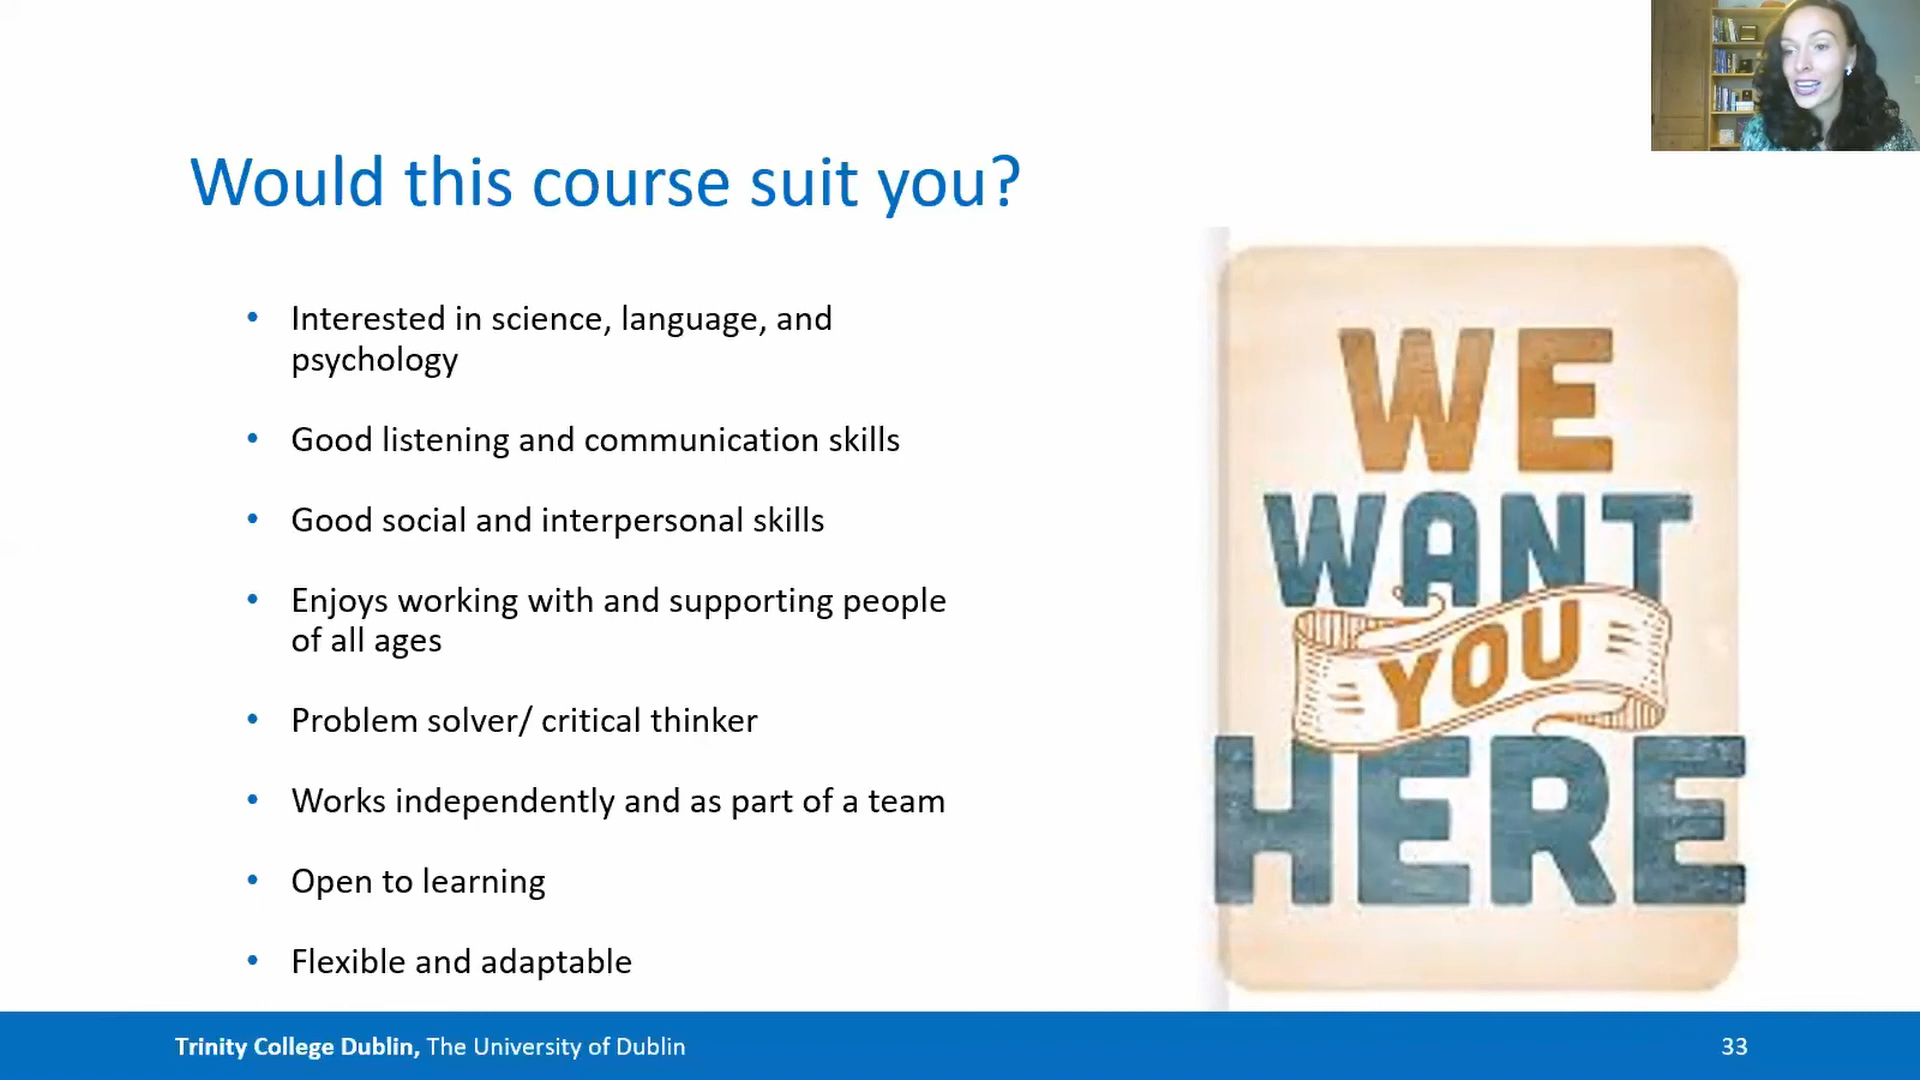 Would this course suit you?
Interested in science, language, and
psychology
Good listening and communication skills
Good social and interpersonal skills
Enjoys working with and supporting people
of all ages
Problem solver/ critical thinker
Works independently and as part of a team
Open to learning
Flexible and adaptable
WE
WANT
YOU
HERE
Trinity College Dublin, The University of Dublin
33